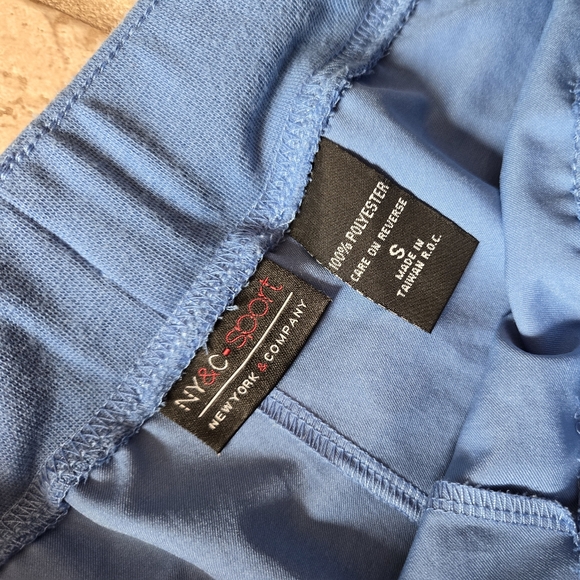 100% POLYESTER
CARE ON REVERSE
S
MADE IN
TAIWAN R.O.C.
NY&C-sport
NEW YORK & COMPANY